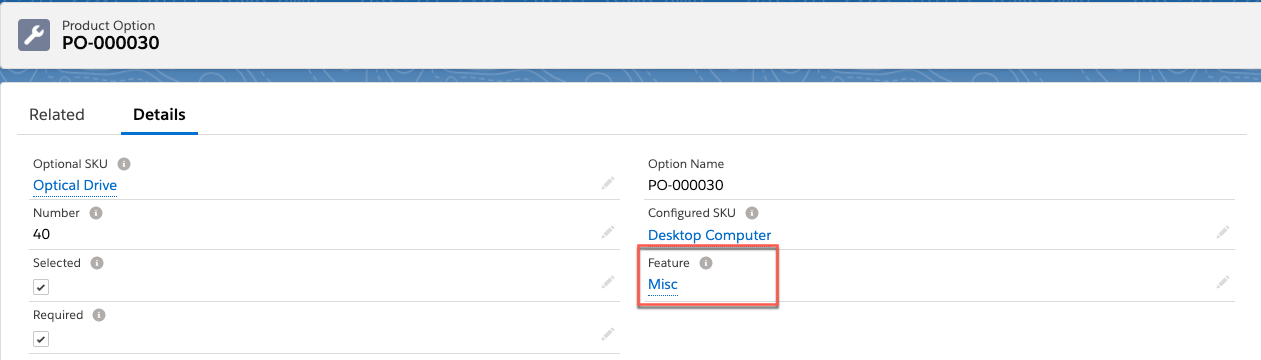 Product Option
PO-000030
Related Details
Optional SKU
Optical Drive
Option Name
PO-000030
Number
40
Configured SKU
Desktop Computer
Selected
Feature
Misc
Required